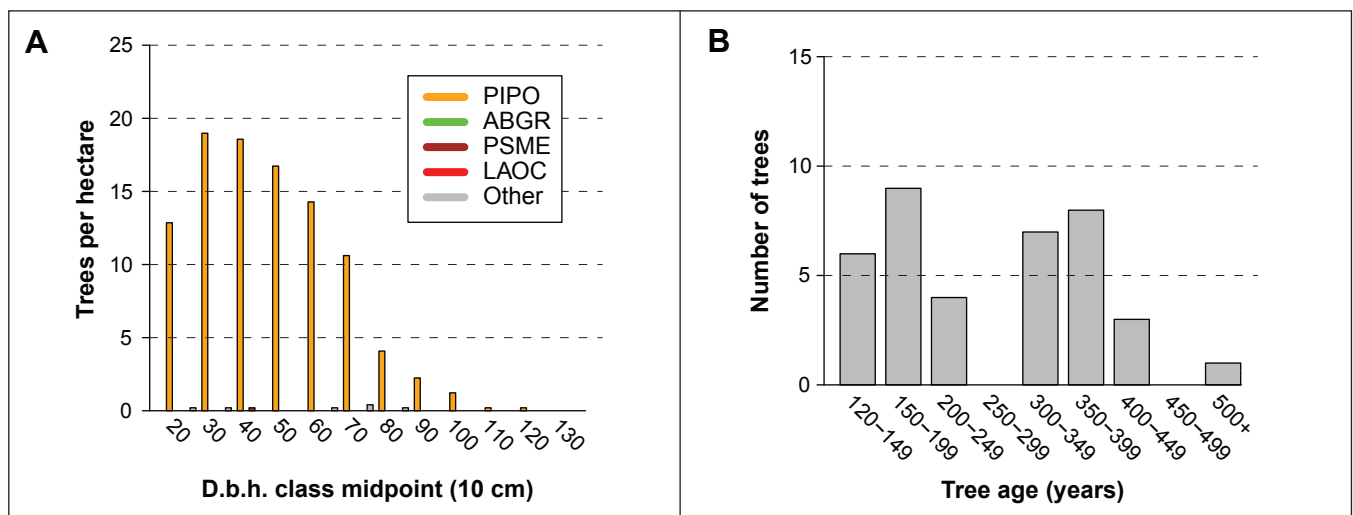 A
Trees per hectare
25
20
15
10
5
0
PIPO
ABGR
PSME
LAOC
Other
20 30 40 50 60 70 80 90 100 110 120 130
D.b.h. class midpoint (10 cm)
B
Number of trees
15
10
5
0
120–149 150–199 200–249 250–299 300–349 350–399 400–449 450–499 500+
Tree age (years)